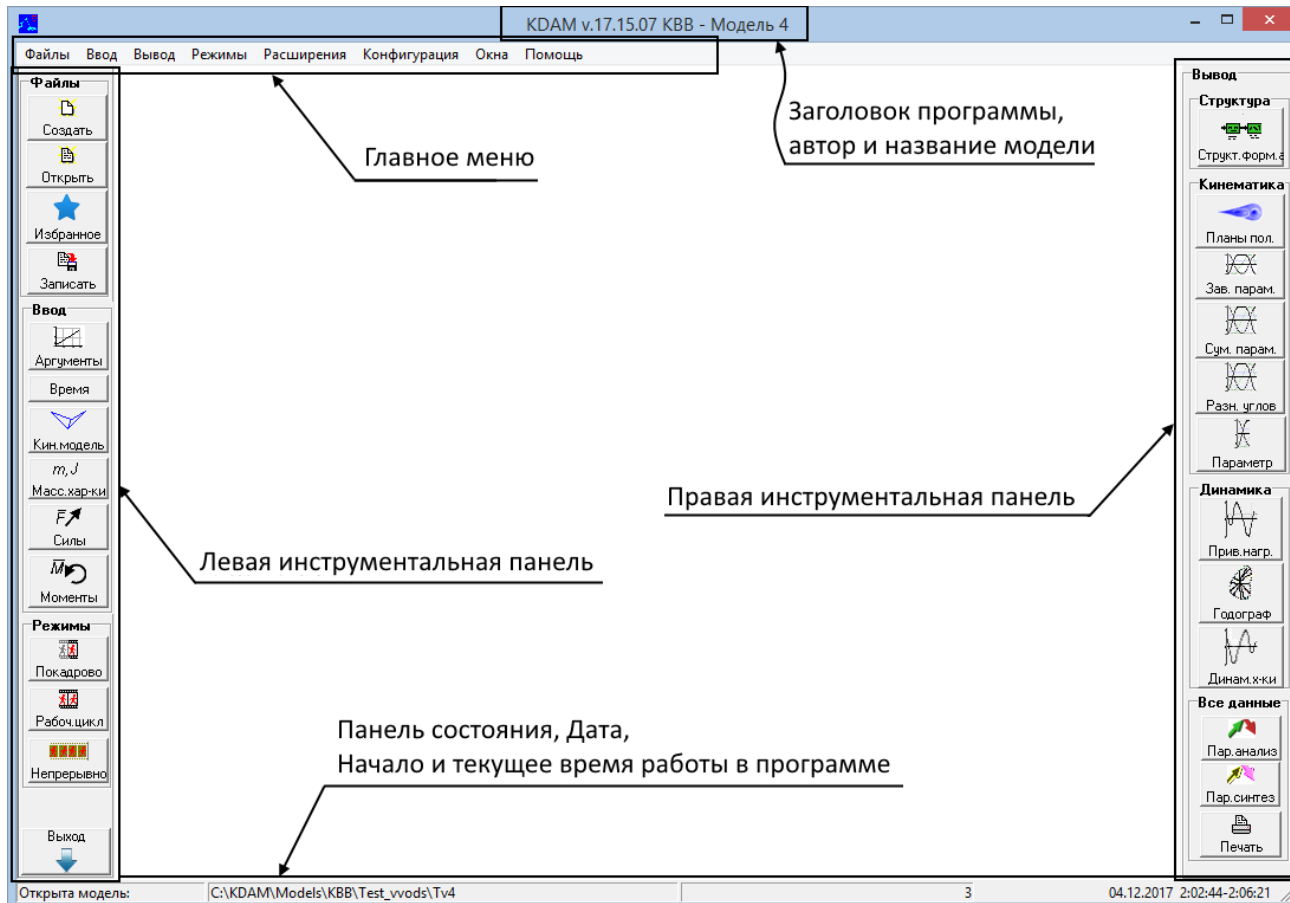 KDAM v.17.15.07 KBB - Модель 4
Файлы Ввод Вывод Режимы Расширения Конфигурация Окна Помощь
Файлы
Создать
Открыть
Избранное
Записать
Ввод
Аргументы
Время
Кин.модель
m, J
Масс.хар-ки
F
Силы
M
Моменты
Режимы
Покадрово
Рабоч.цикл
Непрерывно
Выход
Главное меню
Заголовок программы,
автор и название модели
Левая инструментальная панель
Правая инструментальная панель
Панель состояния, Дата,
Начало и текущее время работы в программе
Вывод
Структура
Структ.форм.а
Кинематика
Планы пол.
Зав. парам.
Сум. парам.
Разн. углов
Параметр
Динамика
Прив.нагр.
Годограф
Динам.х-ки
Все данные
Пар.анализ
Пар.синтез
Печать
Открыта модель: C:\KDAM\Models\KBB\Test_vvods\Tv4 3 04.12.2017 2:02:44-2:06:21